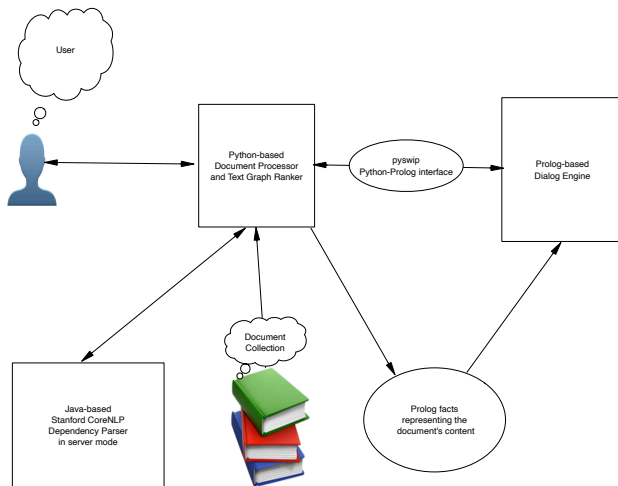 User
Python-based
Document Processor
and Text Graph Ranker
pyswip
Python-Prolog interface
Prolog-based
Dialog Engine
Document
Collection
Java-based
Stanford CoreNLP
Dependency Parser
in server mode
Prolog facts
representing the
document's content